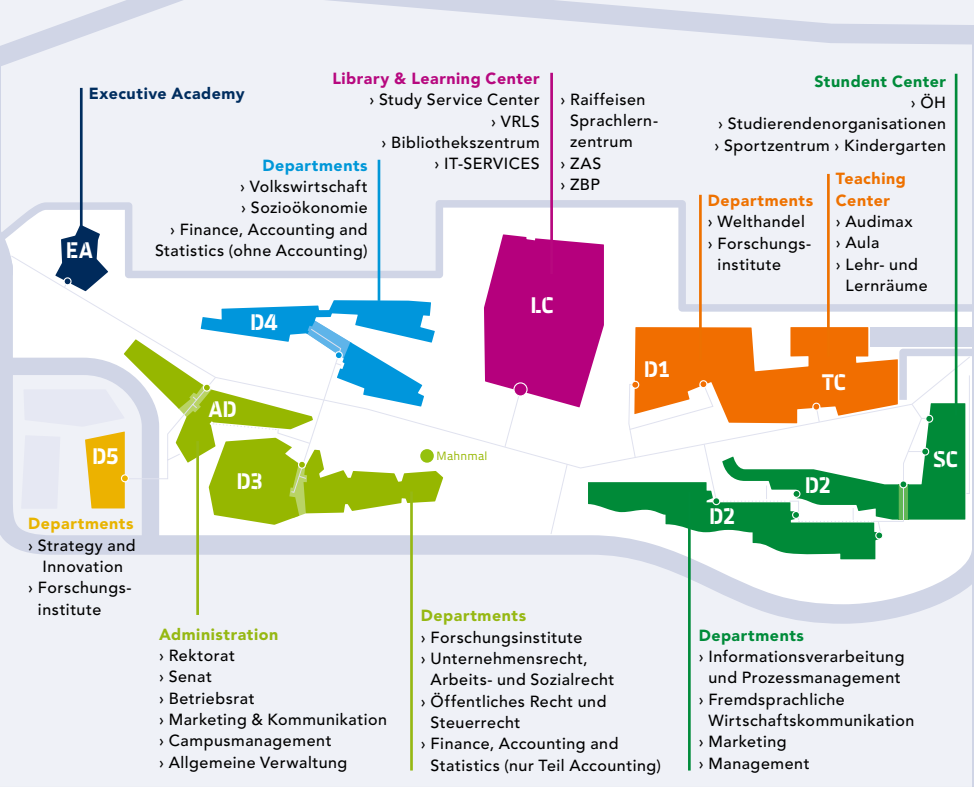 Executive Academy
Library & Learning Center
› Study Service Center
› VRLS
› Bibliothekszentrum
› IT-SERVICES
› Raiffeisen
Sprachlern-
zentrum
› ZAS
› ZBP
Stundent Center
› ÖH
› Studierendenorganisationen
› Sportzentrum › Kindergarten
Departments
› Volkswirtschaft
› Sozioökonomie
› Finance, Accounting and
Statistics (ohne Accounting)
Departments
› Welthandel
› Forschungs-
institute
Teaching
Center
› Audimax
› Aula
› Lehr- und
Lernräume
EA
D4
LC
D1
TC
AD
D5
D3
Mahnmal
D2
D2
SC
Departments
› Strategy and
Innovation
› Forschungs-
institute
Administration
› Rektorat
› Senat
› Betriebsrat
› Marketing & Kommunikation
› Campusmanagement
› Allgemeine Verwaltung
Departments
› Forschungsinstitute
› Unternehmensrecht,
Arbeits- und Sozialrecht
› Öffentliches Recht und
Steuerrecht
› Finance, Accounting and
Statistics (nur Teil Accounting)
Departments
› Informationsverarbeitung
und Prozessmanagement
› Fremdsprachliche
Wirtschaftskommunikation
› Marketing
› Management